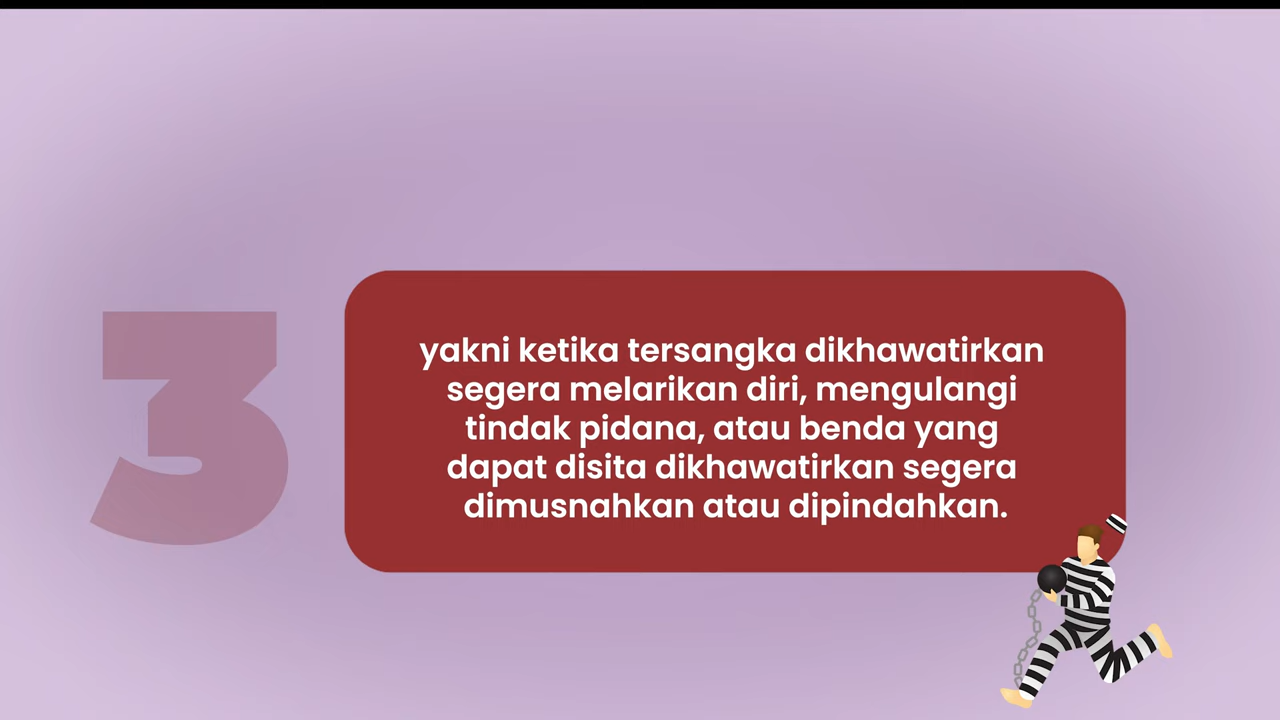 3
yakni ketika tersangka dikhawatirkan
segera melarikan diri, mengulangi
tindak pidana, atau benda yang
dapat disita dikhawatirkan segera
dimusnahkan atau dipindahkan.